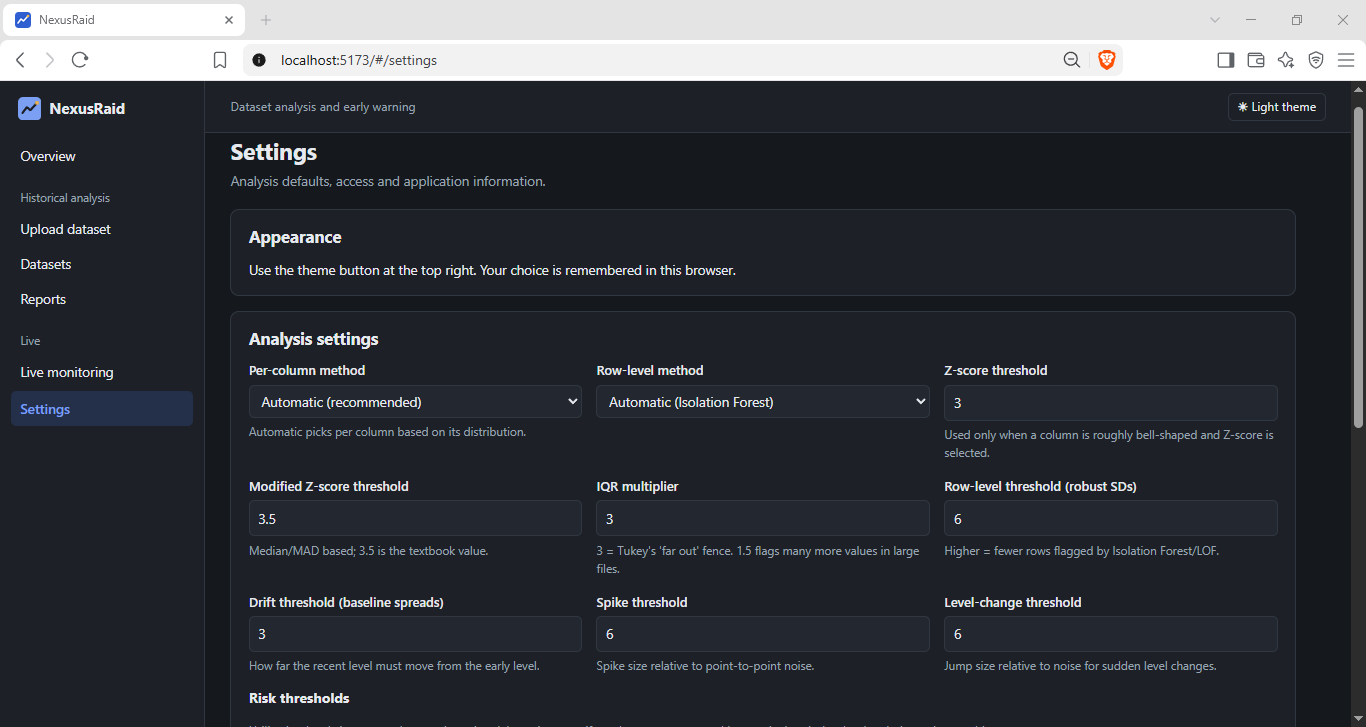 NexusRaid
localhost:5173/#/settings
NexusRaid
Dataset analysis and early warning
Light theme
Overview
Historical analysis
Upload dataset
Datasets
Reports
Live
Live monitoring
Settings
Settings
Analysis defaults, access and application information.
Appearance
Use the theme button at the top right. Your choice is remembered in this browser.
Analysis settings
Per-column method
Automatic (recommended)
Automatic picks per column based on its distribution.
Row-level method
Automatic (Isolation Forest)
Z-score threshold
3
Used only when a column is roughly bell-shaped and Z-score is
selected.
Modified Z-score threshold
3.5
Median/MAD based; 3.5 is the textbook value.
IQR multiplier
3
3 = Tukey's 'far out' fence. 1.5 flags many more values in large
files.
Row-level threshold (robust SDs)
6
Higher = fewer rows flagged by Isolation Forest/LOF.
Drift threshold (baseline spreads)
3
How far the recent level must move from the early level.
Spike threshold
6
Spike size relative to point-to-point noise.
Level-change threshold
6
Jump size relative to noise for sudden level changes.
Risk thresholds